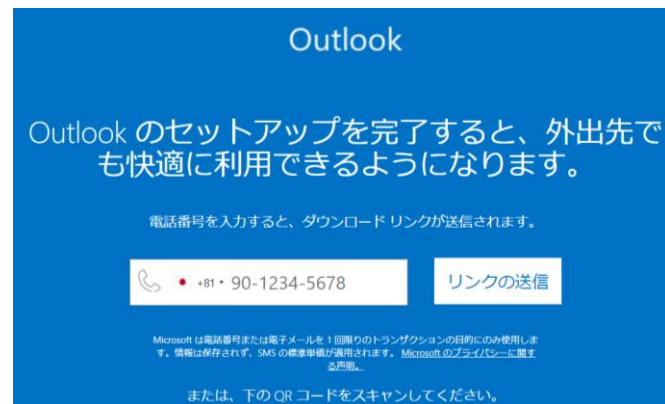 Outlook
Outlook のセットアップを完了すると、外出先で
も快適に利用できるようになります。
電話番号を入力すると、ダウンロード リンクが送信されます。
+81 90-1234-5678
リンクの送信
Microsoft は電話番号または電子メールを 1 回限りのトランザクションの目的にのみ使用しま
す。情報は保存されず、SMS の標準単価が適用されます。 Microsoft のプライバシーに関す
る声明。
または、下の QR コードをスキャンしてください。